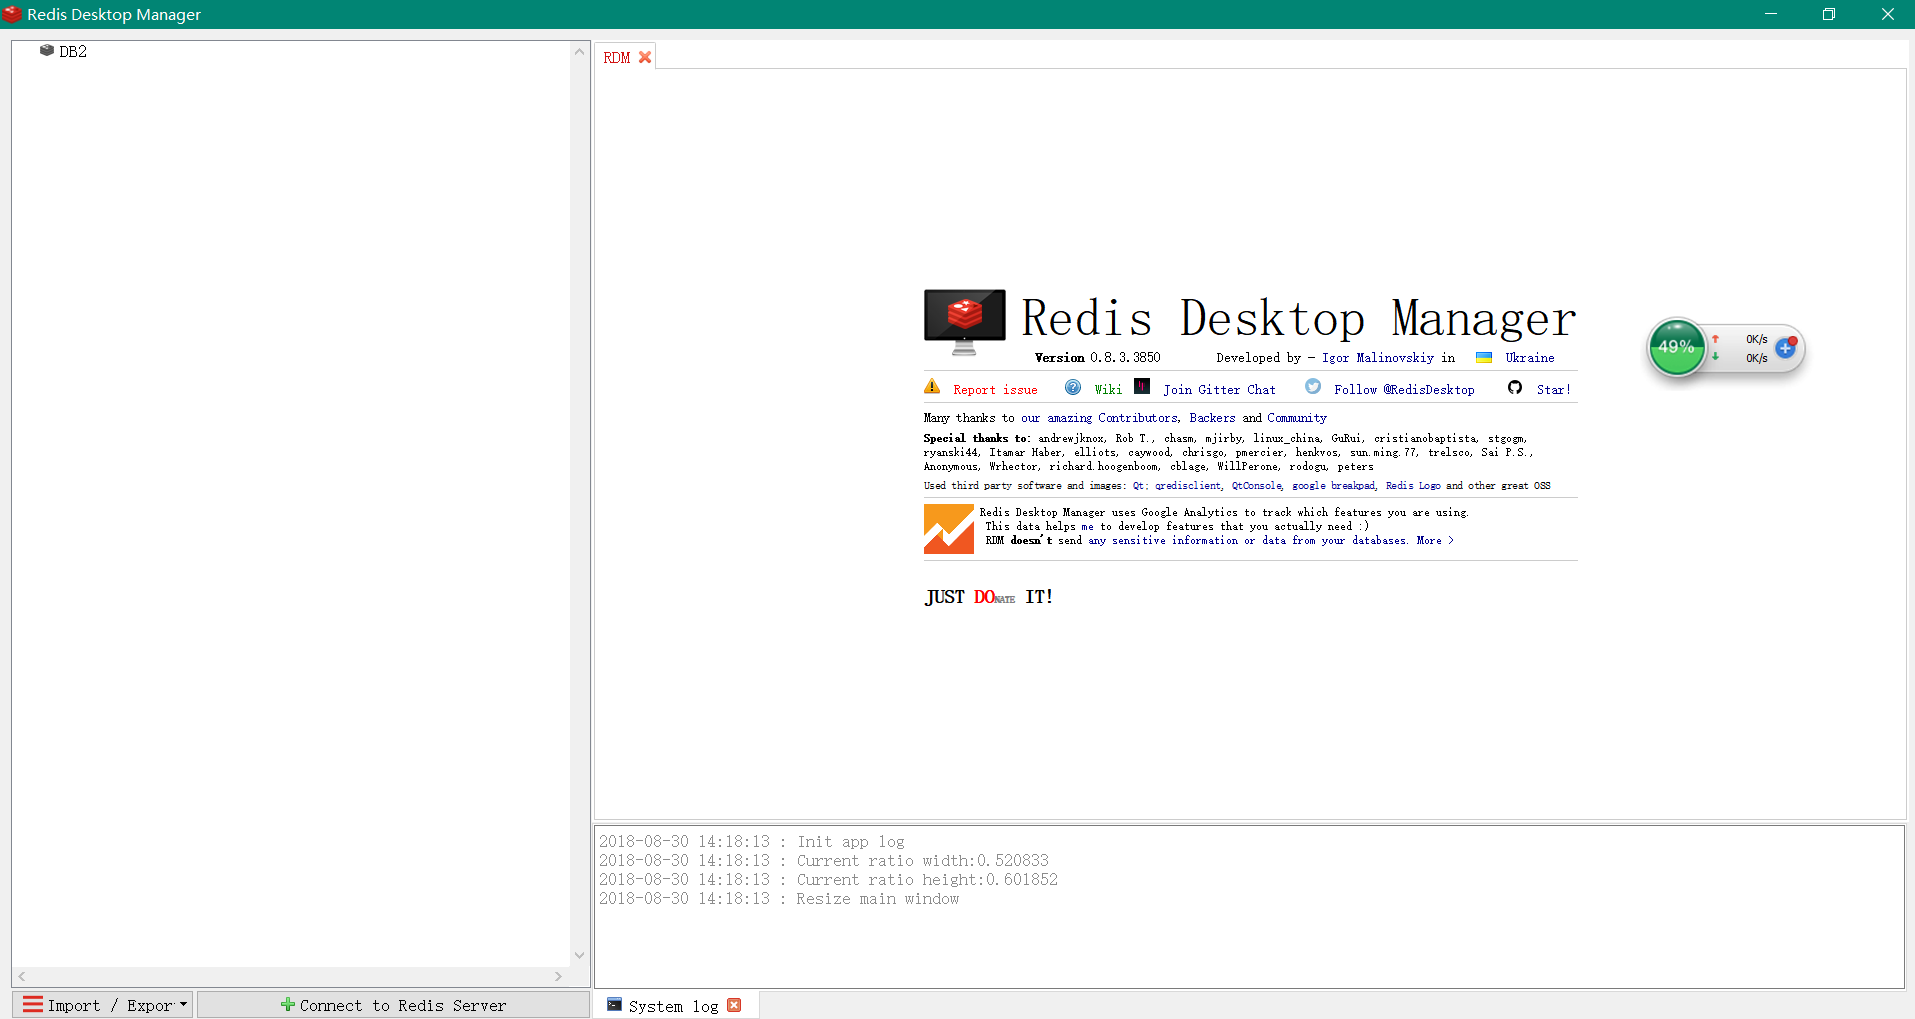 Redis Desktop Manager
DB2
RDM
Redis Desktop Manager
Version 0.8.3.3850 Developed by - Igor Malinovskiy in Ukraine
Report issue Wiki Join Gitter Chat Follow @RedisDesktop Star!
Many thanks to our amazing Contributors, Backers and Community
Special thanks to: andrewjknox, Rob T., chasm, mjirby, linux_china, GuRui, cristianobaptista, stgogm,
ryanski44, Itamar Haber, elliots, caywood, chrisgo, pmercier, henkvos, sun.ming.77, trelsco, Sai P.S.,
Anonymous, Wrhector, richard.hoogenboom, cblage, WillPerone, rodogu, peters
Used third party software and images: Qt, qredisclient, QtConsole, google breakpad, Redis Logo and other great OSS
Redis Desktop Manager uses Google Analytics to track which features you are using.
This data helps me to develop features that you actually need :)
RDM doesn't send any sensitive information or data from your databases. More >
JUST DONATE IT!
49%
0K/s
0K/s
2018-08-30 14:18:13 : Init app log
2018-08-30 14:18:13 : Current ratio width:0.520833
2018-08-30 14:18:13 : Current ratio height:0.601852
2018-08-30 14:18:13 : Resize main window
Import / Expor
Connect to Redis Server
System log